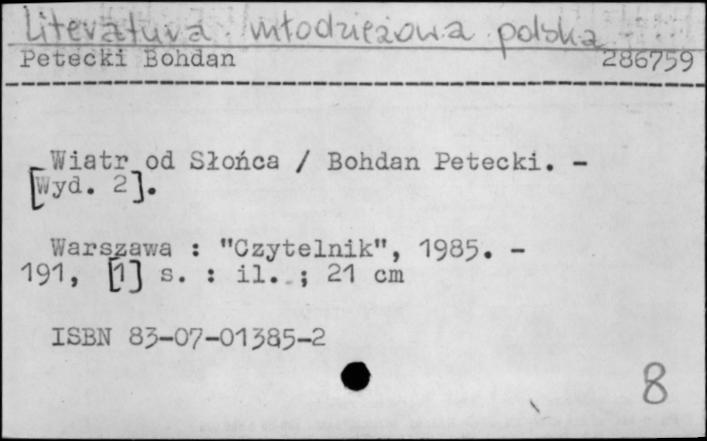 Literatura młodzieżowa polska
Petecki Bohdan 286759
Wiatr od Słońca / Bohdan Petecki. -
[Wyd. 2].
Warszawa : "Czytelnik", 1985. -
191, [1] s. : il. ; 21 cm
ISBN 83-07-01385-2
8